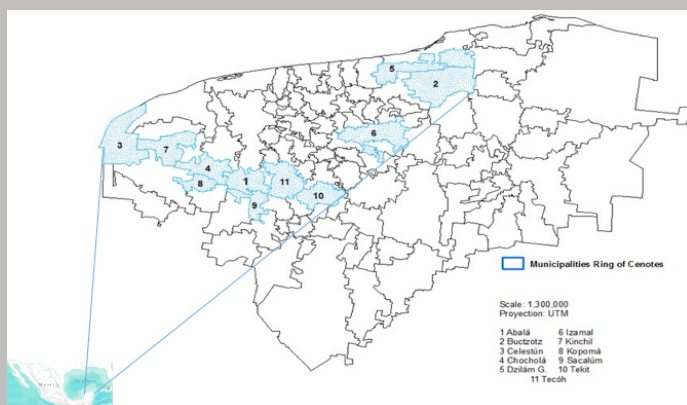 5
2
6
3
7
4
8
1
11
10
9
Municipalities Ring of Cenotes
Scale: 1,300,000
Proyection: UTM
1 Abalá 6 Izamal
2 Buctzotz 7 Kinchil
3 Celestún 8 Kopomá
4 Chocholá 9 Sacalúm
5 Dzilám G. 10 Tekit
11 Tecóh
México